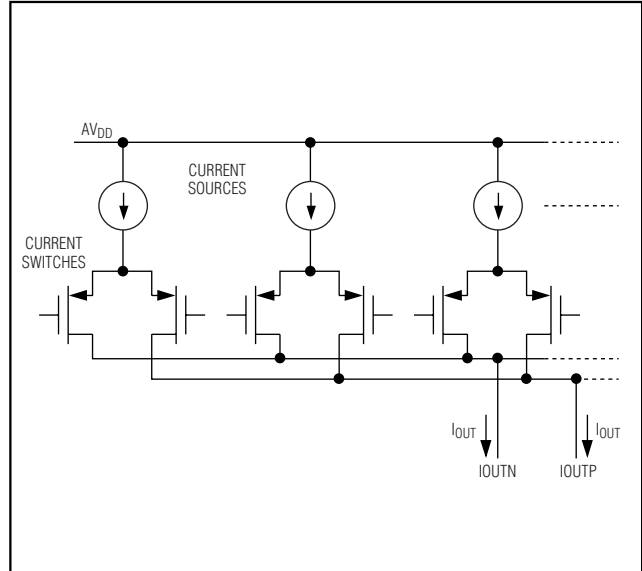 AVDD
CURRENT
SOURCES
CURRENT
SWITCHES
IOUT
IOUT
IOUTN
IOUTP